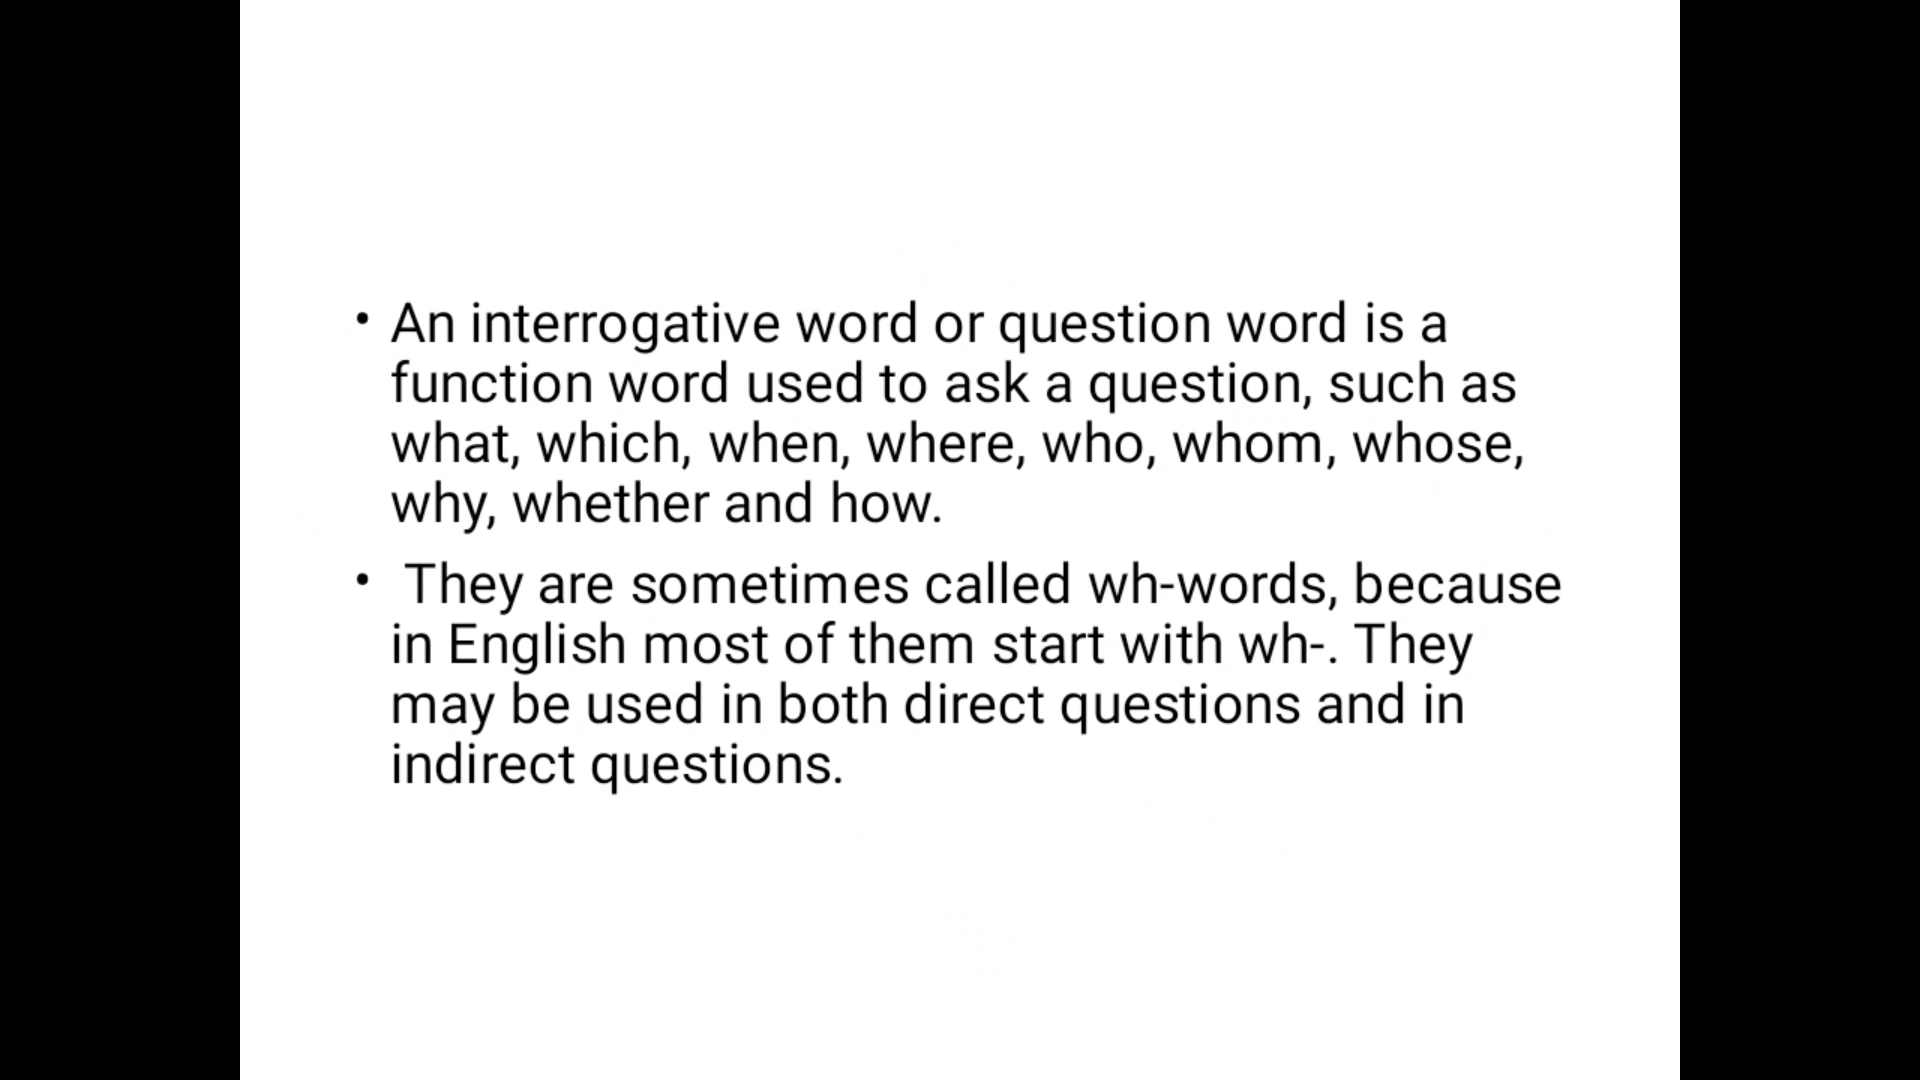 • An interrogative word or question word is a
function word used to ask a question, such as
what, which, when, where, who, whom, whose,
why, whether and how.
• They are sometimes called wh-words, because
in English most of them start with wh-. They
may be used in both direct questions and in
indirect questions.